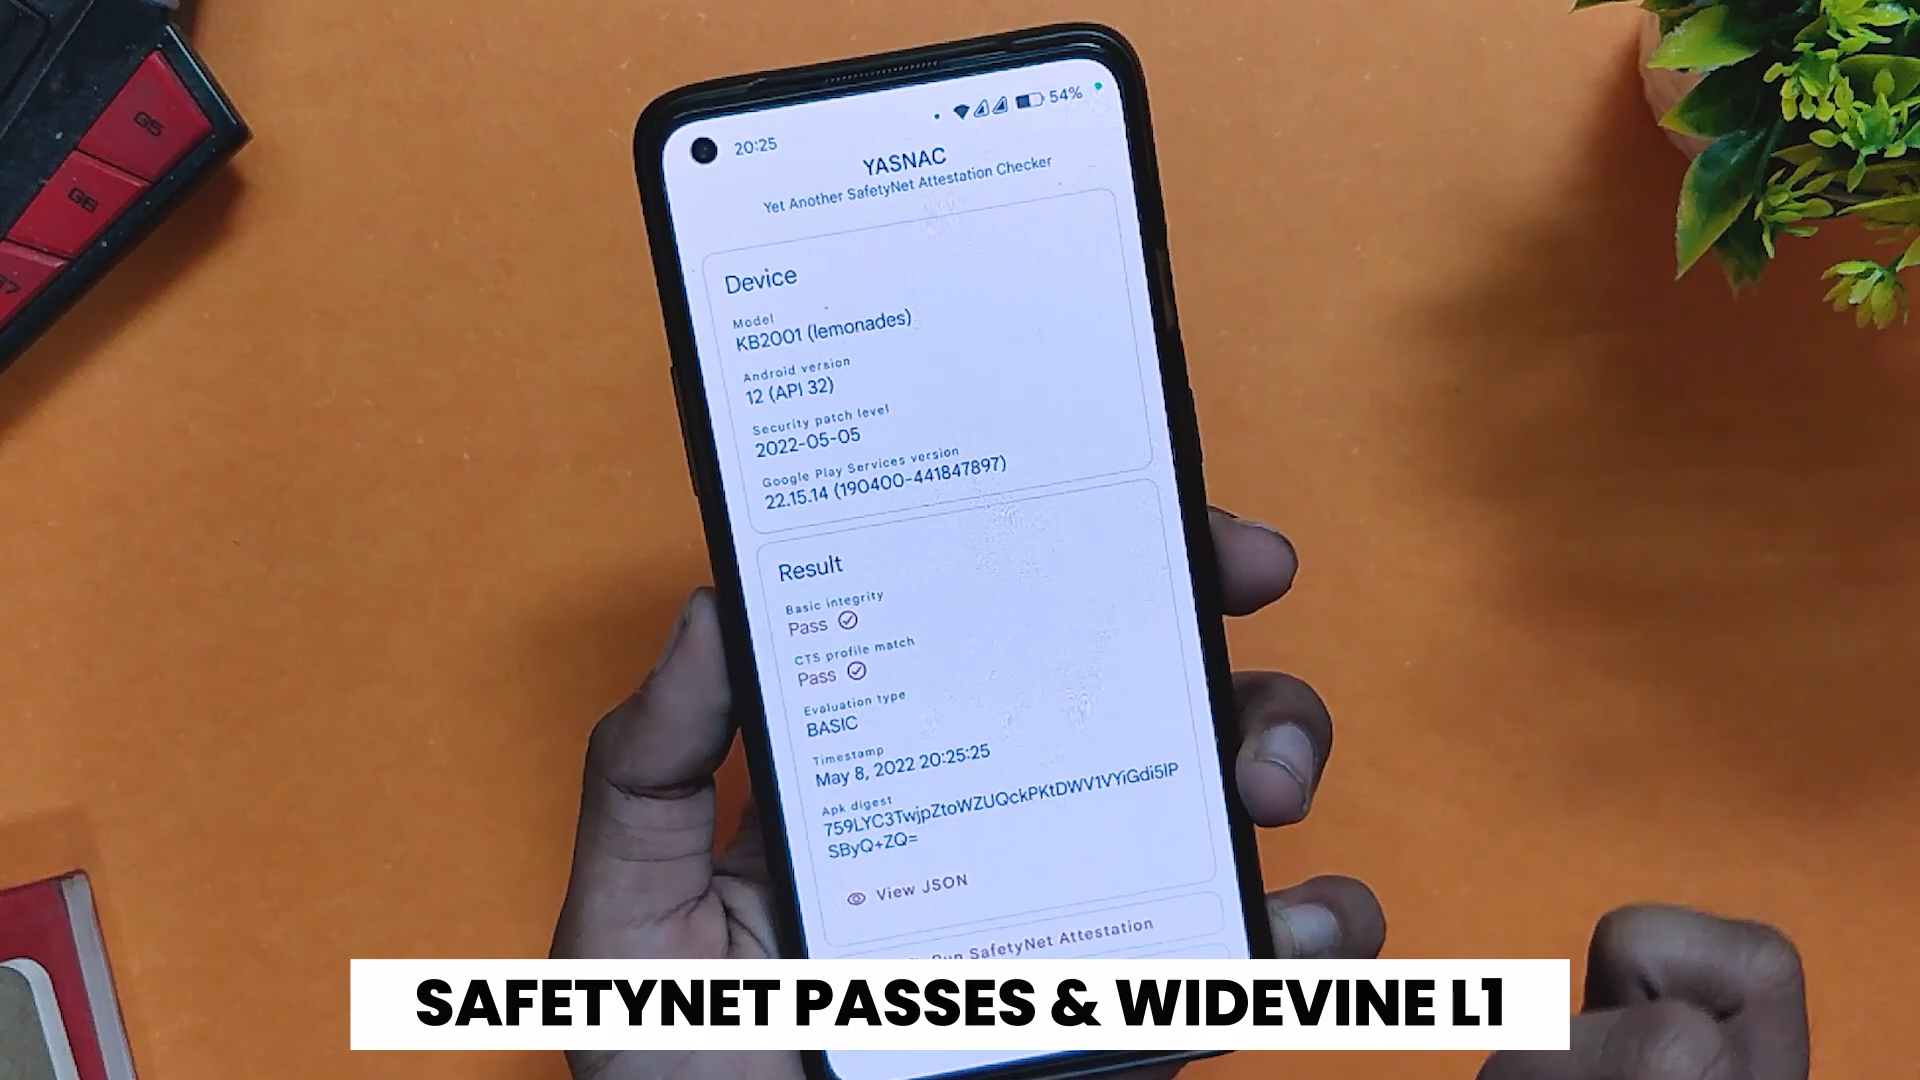 G5
G6
20:25
54%
YASNAC
Yet Another SafetyNet Attestation Checker
Device
Model
KB2001 (lemonades)
Android version
12 (API 32)
Security patch level
2022-05-05
Google Play Services version
22.15.14 (190400-441847897)
Result
Basic integrity
Pass
CTS profile match
Pass
Evaluation type
BASIC
Timestamp
May 8, 2022 20:25:25
Apk digest
759LYC3TwjpZtoWZUQckPKtDWV1VYiGdi5IP
SByQ+ZQ=
View JSON
Run SafetyNet Attestation
SAFETYNET PASSES & WIDEVINE L1